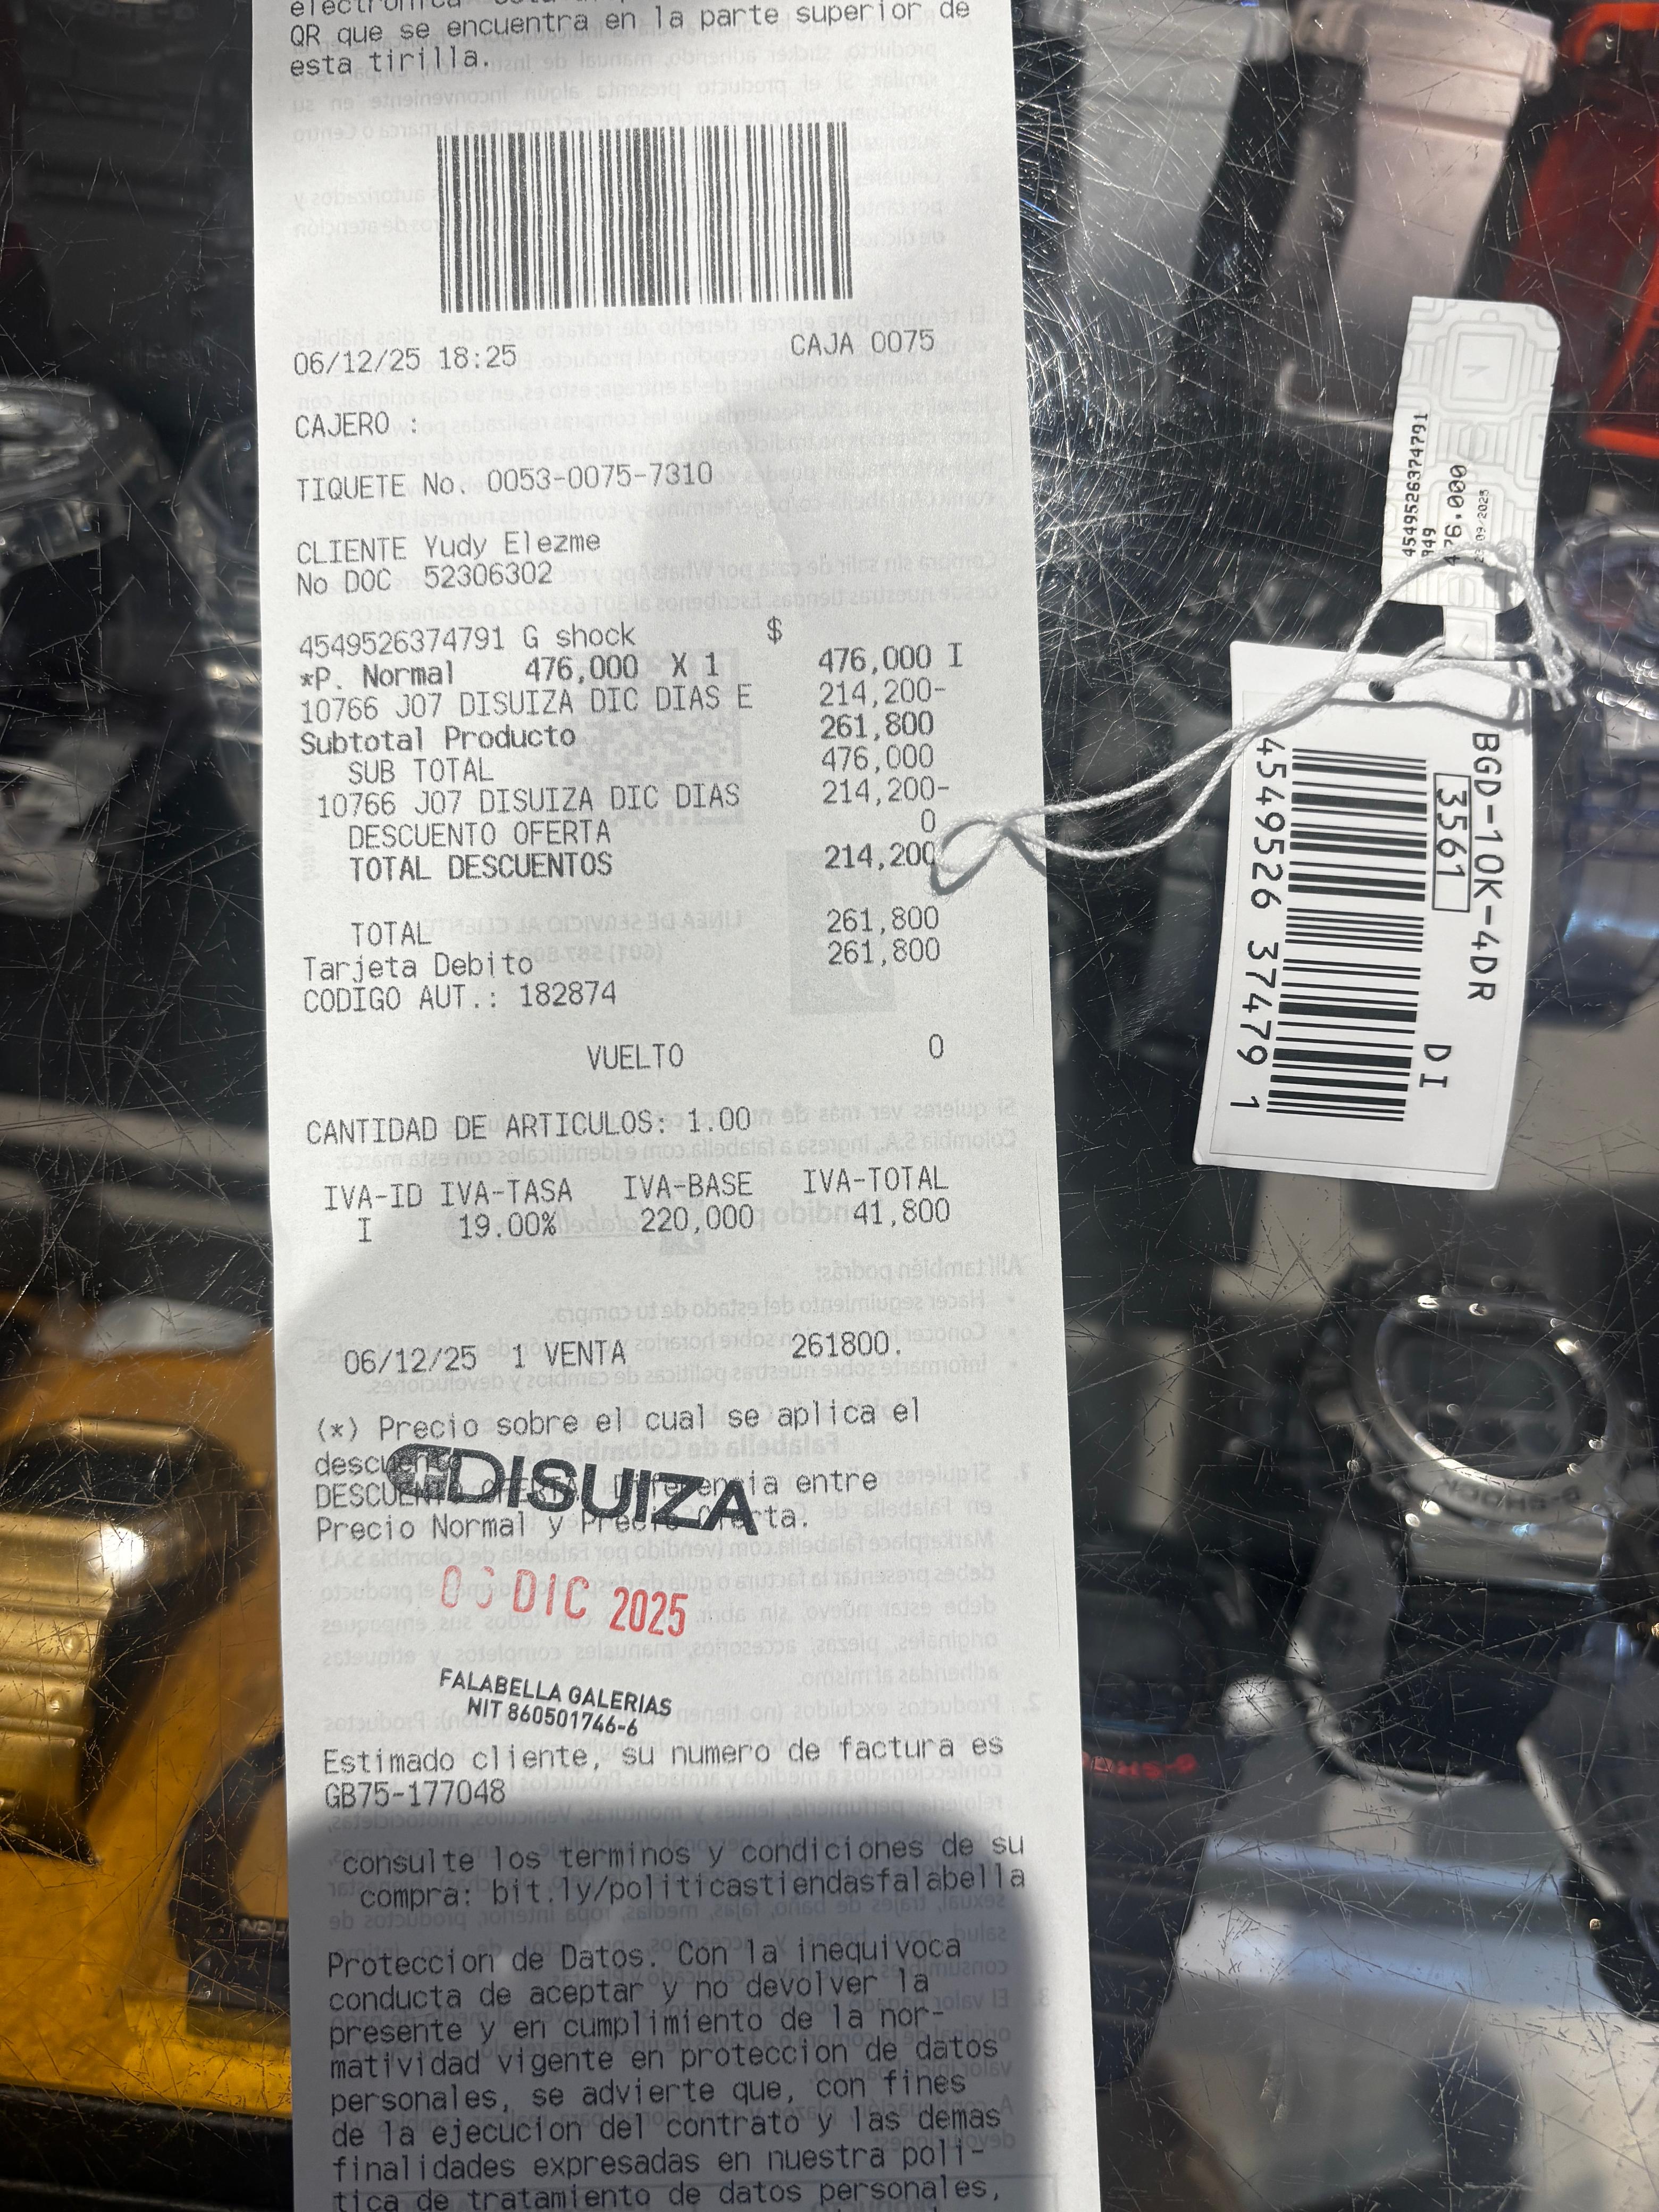 QR que se encuentra en la parte superior de
esta tirilla.
06/12/25 18:25 CAJA 0075
CAJERO :
TIQUETE No. 0053-0075-7310
CLIENTE Yudy Elezme
No DOC 52306302
4549526374791 G shock $
*P. Normal 476,000 X 1 476,000 I
10766 J07 DISUIZA DIC DIAS E 214,200-
Subtotal Producto 261,800
SUB TOTAL 476,000
10766 J07 DISUIZA DIC DIAS 214,200-
DESCUENTO OFERTA 0
TOTAL DESCUENTOS 214,200
TOTAL 261,800
Tarjeta Debito 261,800
CODIGO AUT.: 182874
VUELTO 0
CANTIDAD DE ARTICULOS: 1.00
IVA-ID IVA-TASA IVA-BASE IVA-TOTAL
I 19.00% 220,000 41,800
06/12/25 1 VENTA 261800.
(*) Precio sobre el cual se aplica el
DISUIZA
entre
Precio Normal y
DIC 2025
FALABELLA GALERIAS
NIT 860501746-6
Estimado cliente, su numero de factura es
GB75-177048
consulte los terminos y condiciones de su
compra: bit.ly/politicastiendasfalabella
Proteccion de Datos. Con la inequivoca
conducta de aceptar y no devolver la
presente y en cumplimiento de la nor-
matividad vigente en proteccion de datos
personales, se advierte que, con fines
de la ejecucion del contrato y las demas
finalidades expresadas en nuestra poli-
tica de tratamiento de datos personales,
4549526374791
BGD-10K-4DR
3561
DI
4549526 37479 1
G-SHOCK